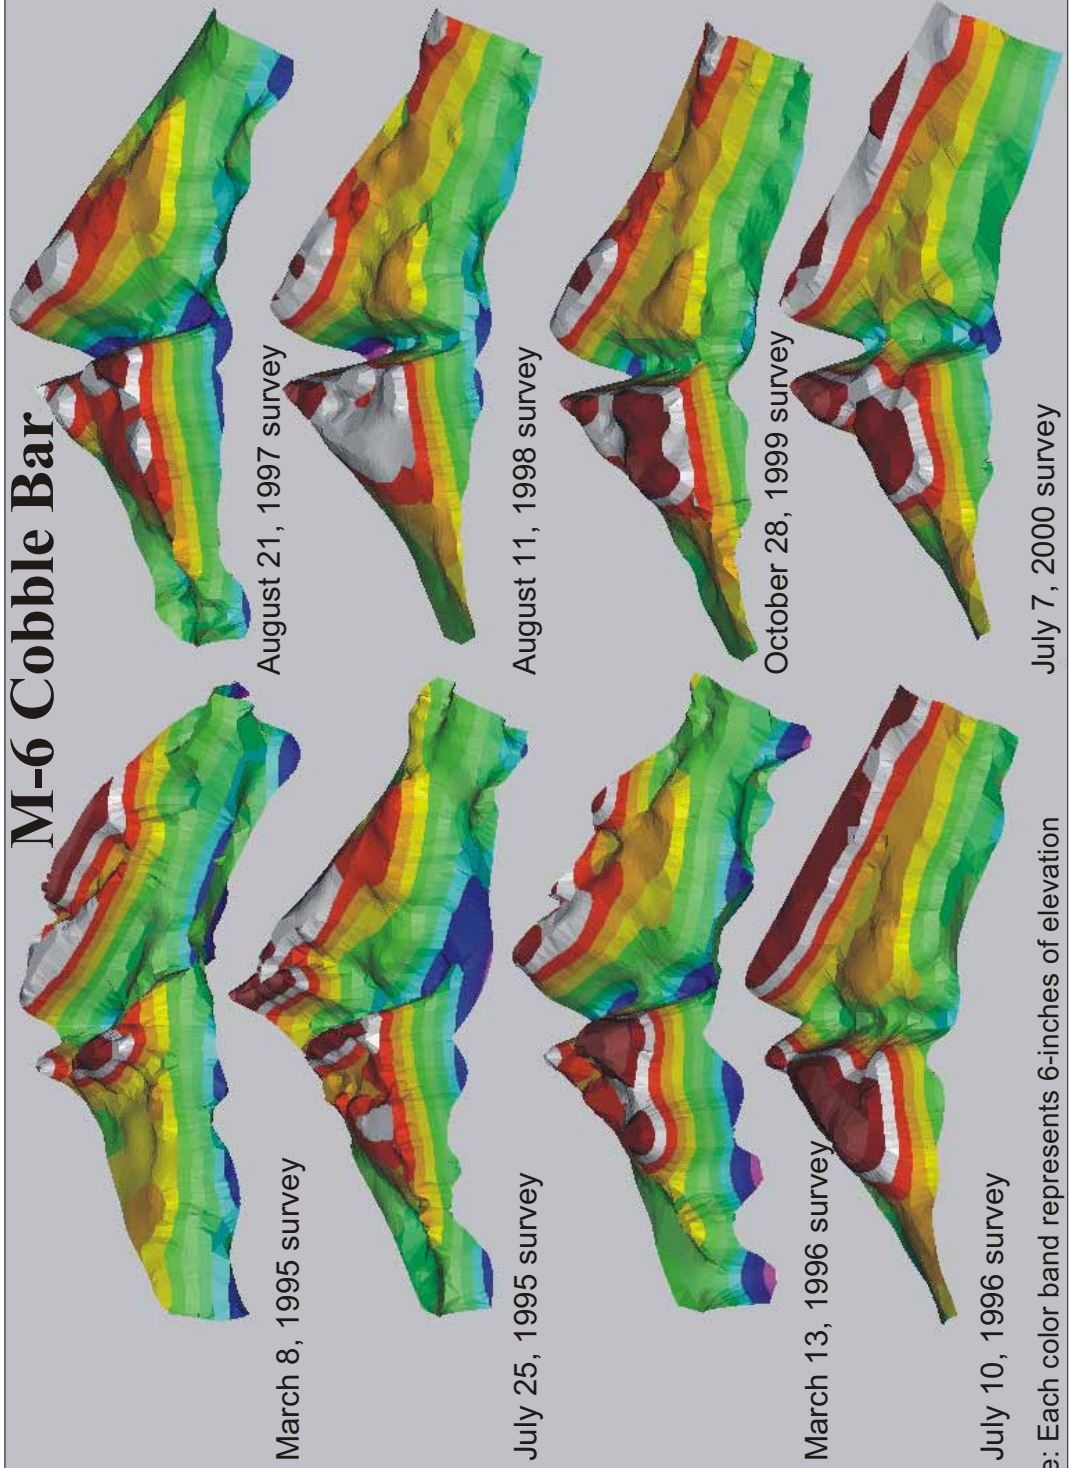 M-6 Cobble Bar
March 8, 1995 survey
July 25, 1995 survey
March 13, 1996 survey
July 10, 1996 survey
August 21, 1997 survey
August 11, 1998 survey
October 28, 1999 survey
July 7, 2000 survey
e: Each color band represents 6-inches of elevation